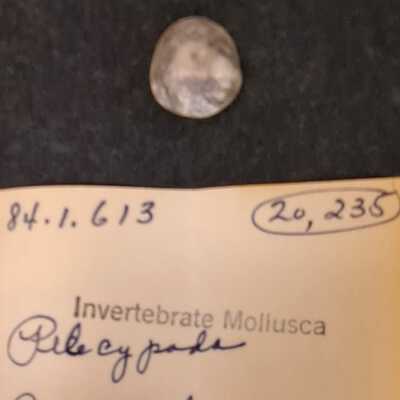 84.1.613 20,235
Invertebrate Mollusca
Pelecypoda